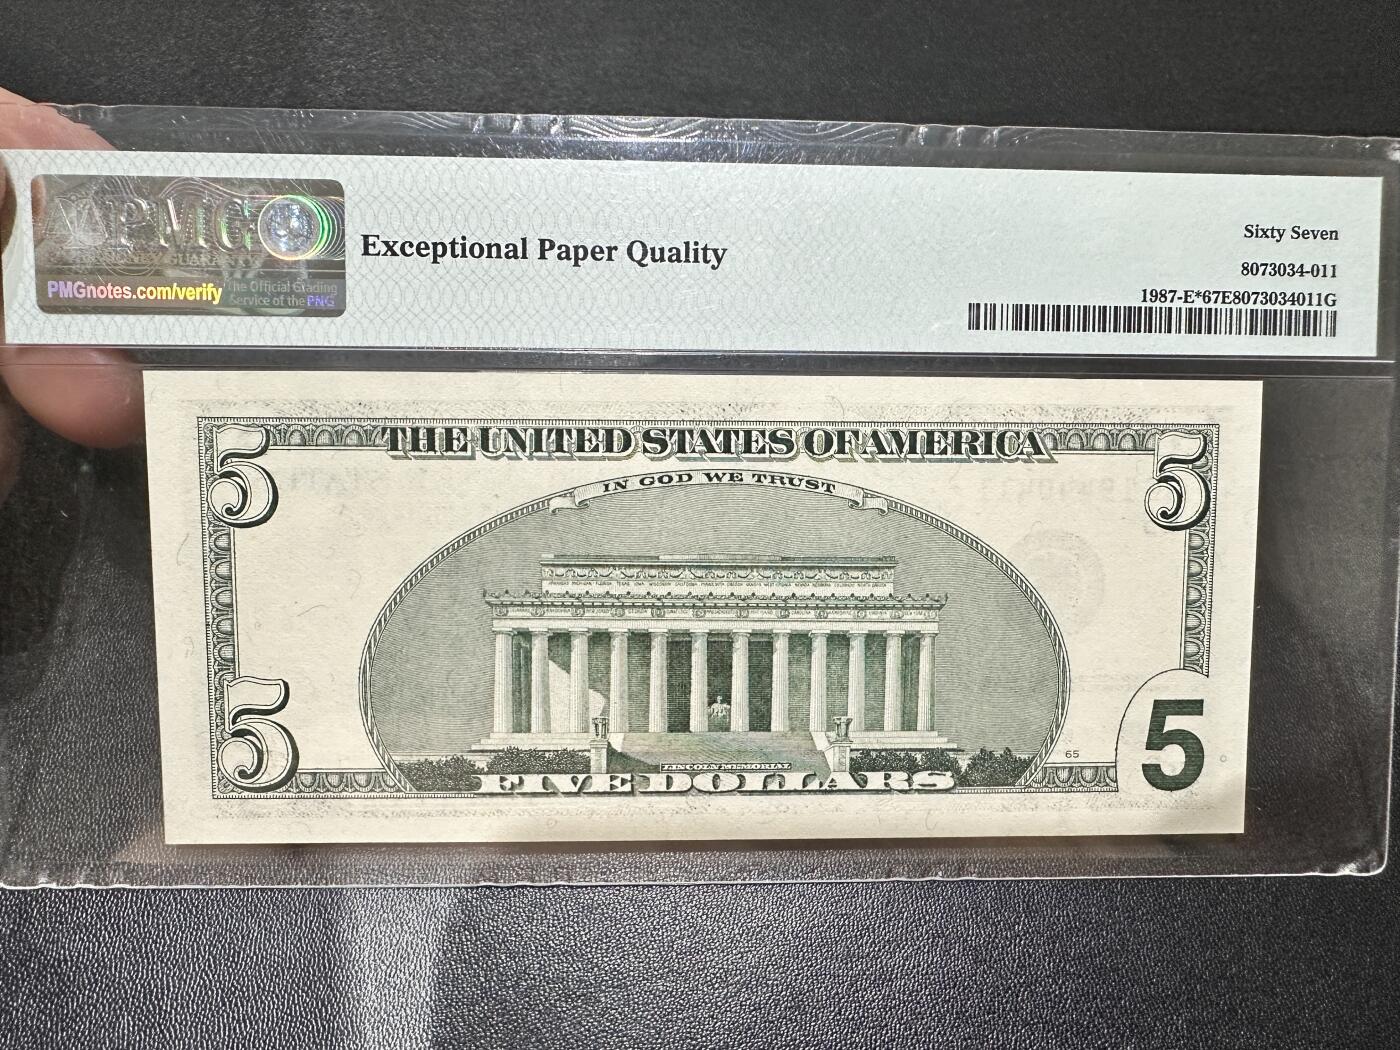 PMG
PMGnotes.com/verify
The Official Grading
Service of the PNG
Exceptional Paper Quality
Sixty Seven
8073034-011
1987-E*67E8073034011G
5
THE UNITED STATES OF AMERICA
5
IN GOD WE TRUST
5
LINCOLN MEMORIAL
FIVE DOLLARS
65
5